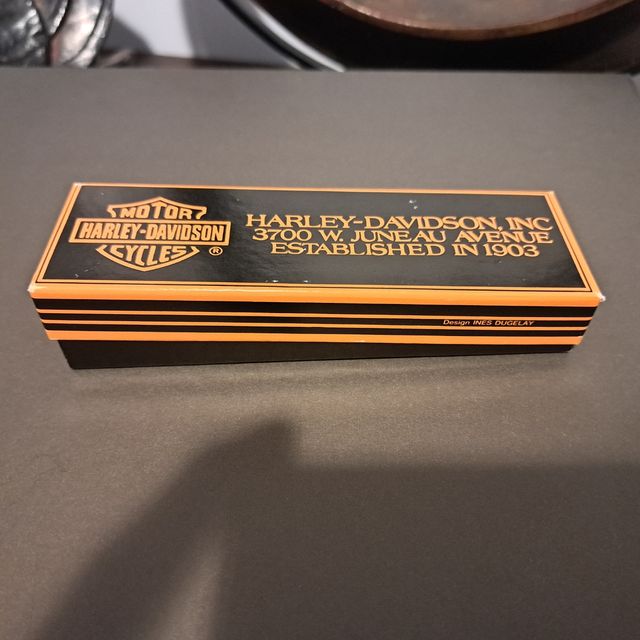 MOTOR
HARLEY-DAVIDSON
CYCLES
®
HARLEY-DAVIDSON, INC
3700 W. JUNEAU AVENUE
ESTABLISHED IN 1903
Design INES DUGELAY